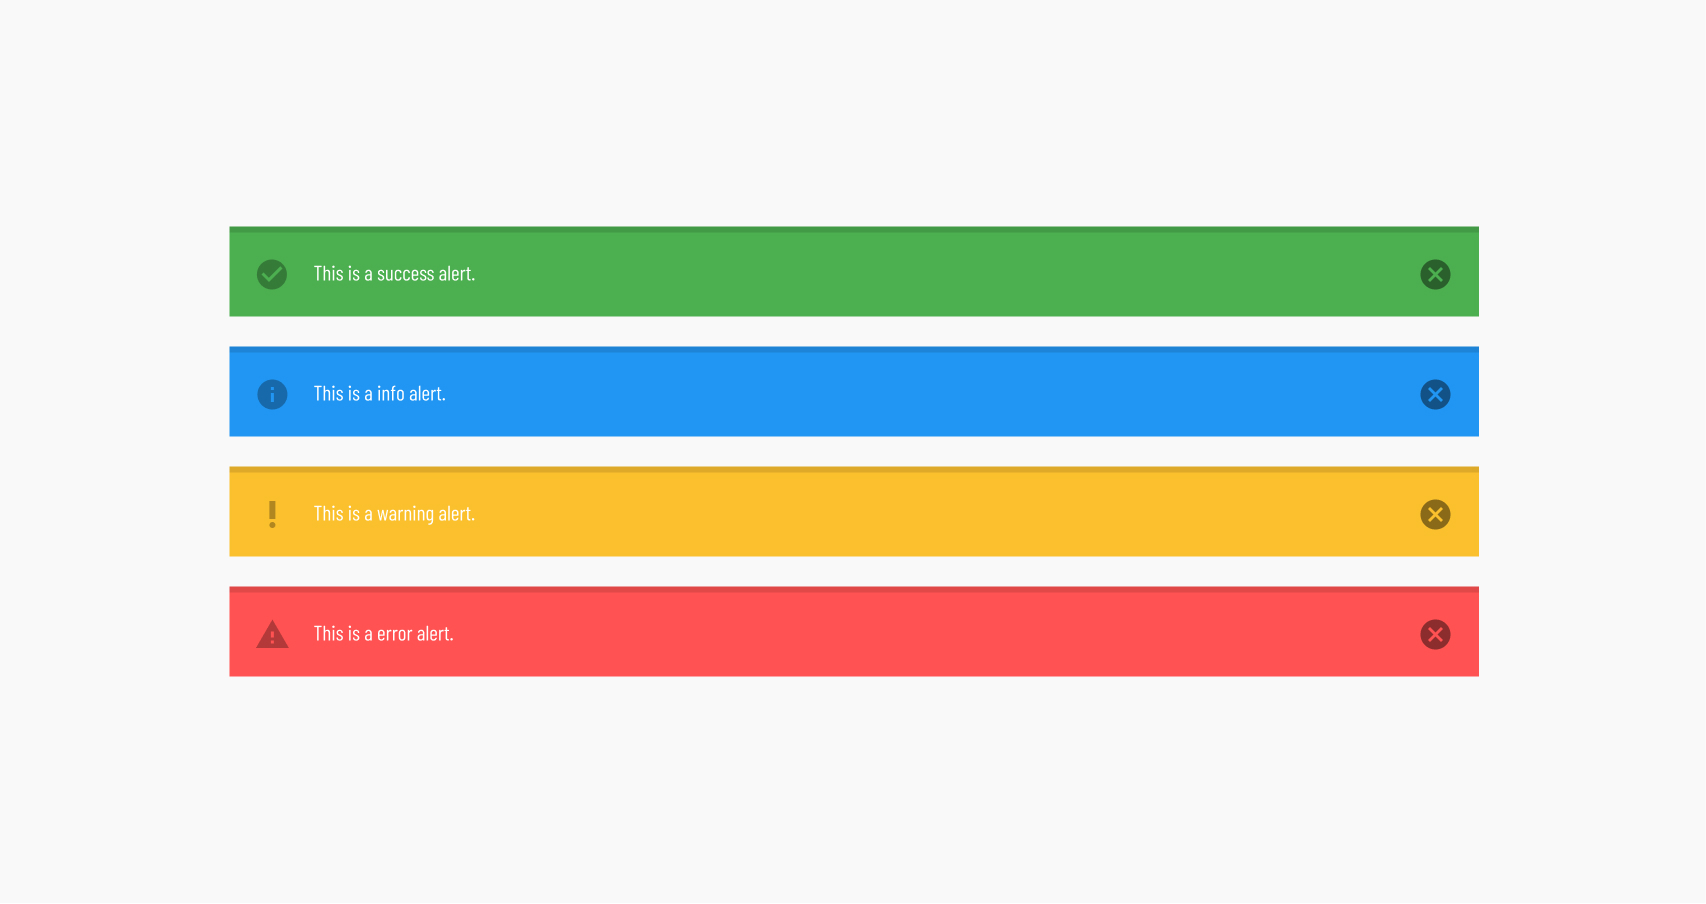 This is a success alert.
This is a info alert.
This is a warning alert.
This is a error alert.